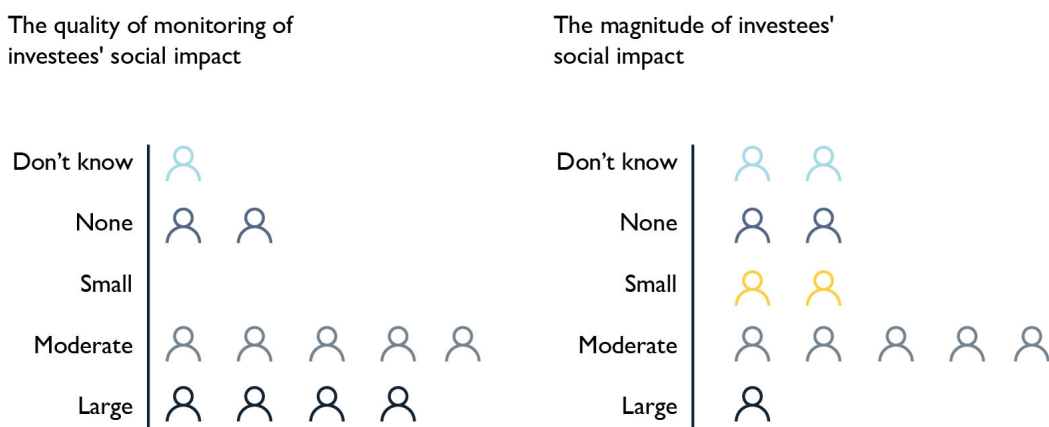 The quality of monitoring of
investees' social impact
Don't know
None
Small
Moderate
Large
The magnitude of investees'
social impact
Don't know
None
Small
Moderate
Large